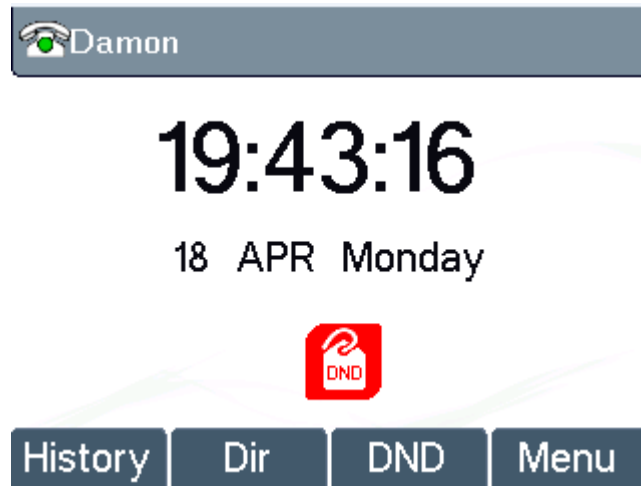 Damon
19:43:16
18 APR Monday
DND
History Dir DND Menu